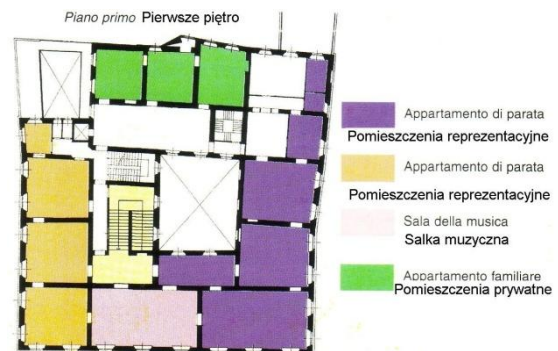 Piano primo Pierwsze piętro
Appartamento di parata
Pomieszczenia reprezentacyjne
Appartamento di parata
Pomieszczenia reprezentacyjne
Sala della musica
Salka muzyczna
Appartamento familiare
Pomieszczenia prywatne